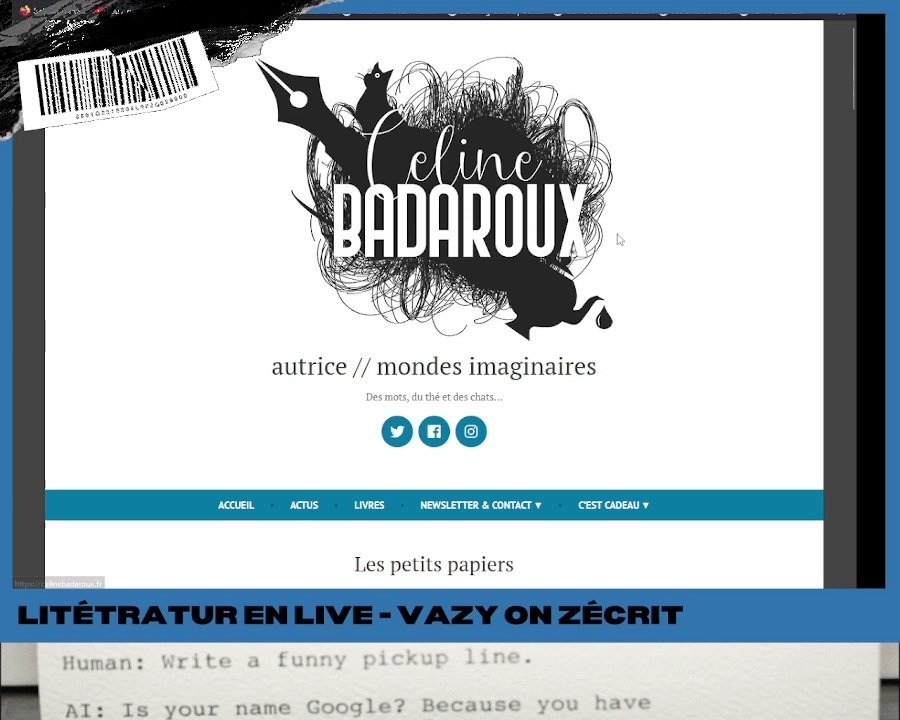 Celine
BADAROUX
autrice // mondes imaginaires
Des mots, du thé et des chats...
ACCUEIL
ACTUS
LIVRES
NEWSLETTER & CONTACT ▼
C'EST CADEAU ▼
Les petits papiers
https://celinebadaroux.fr
LITÉTRATUR EN LIVE - VAZY ON ZÉCRIT
Human: Write a funny pickup line.
AI: Is your name Google? Because you have